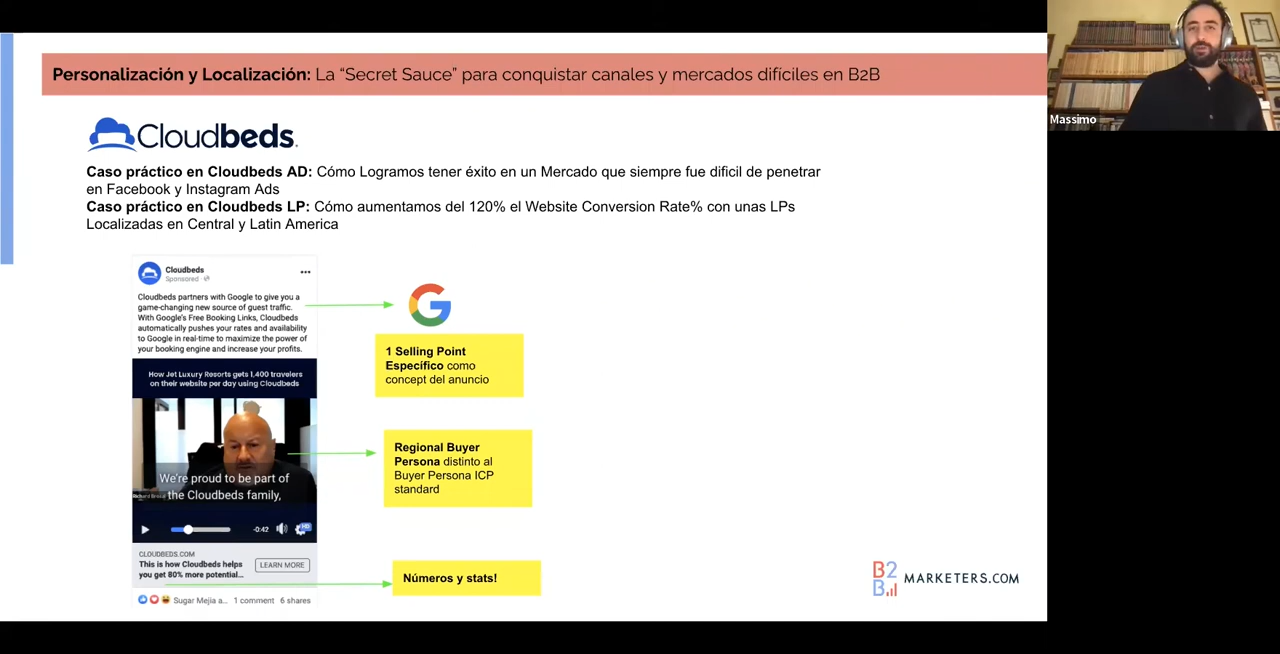 Personalización y Localización: La “Secret Sauce” para conquistar canales y mercados difíciles en B2B
Massimo
Cloudbeds.
Caso práctico en Cloudbeds AD: Cómo Logramos tener éxito en un Mercado que siempre fue dificil de penetrar
en Facebook y Instagram Ads
Caso práctico en Cloudbeds LP: Cómo aumentamos del 120% el Website Conversion Rate% con unas LPs
Localizadas en Central y Latin America
Cloudbeds
Sponsored
Cloudbeds partners with Google to give you a
game-changing new source of guest traffic.
With Google's Free Booking Links, Cloudbeds
automatically pushes your rates and availability
to Google in real-time to maximize the power of
your booking engine and increase your profits.
How Jet Luxury Resorts gets 1,400 travelers
on their website per day using Cloudbeds
We're proud to be part of
the Cloudbeds family,
-0:42
HD
CLOUDBEDS.COM
This is how Cloudbeds helps
you get 80% more potential...
LEARN MORE
Sugar Mejia a... 1 comment 6 shares
G
1 Selling Point
Específico como
concept del anuncio
Regional Buyer
Persona distinto al
Buyer Persona ICP
standard
Números y stats!
B2B MARKETERS.COM